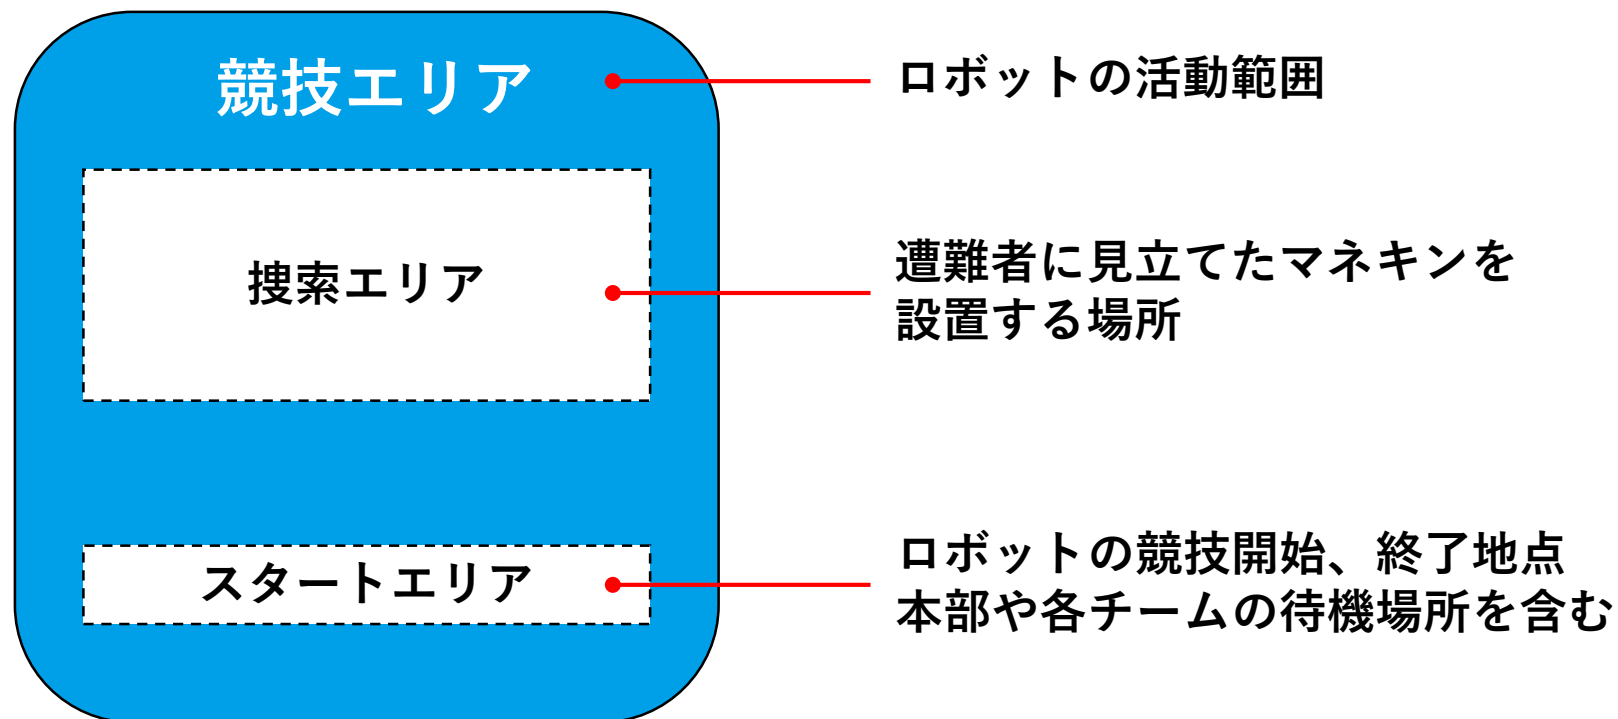 競技エリア
ロボットの活動範囲
捜索エリア
遭難者に見立てたマネキンを
設置する場所
スタートエリア
ロボットの競技開始、終了地点
本部や各チームの待機場所を含む